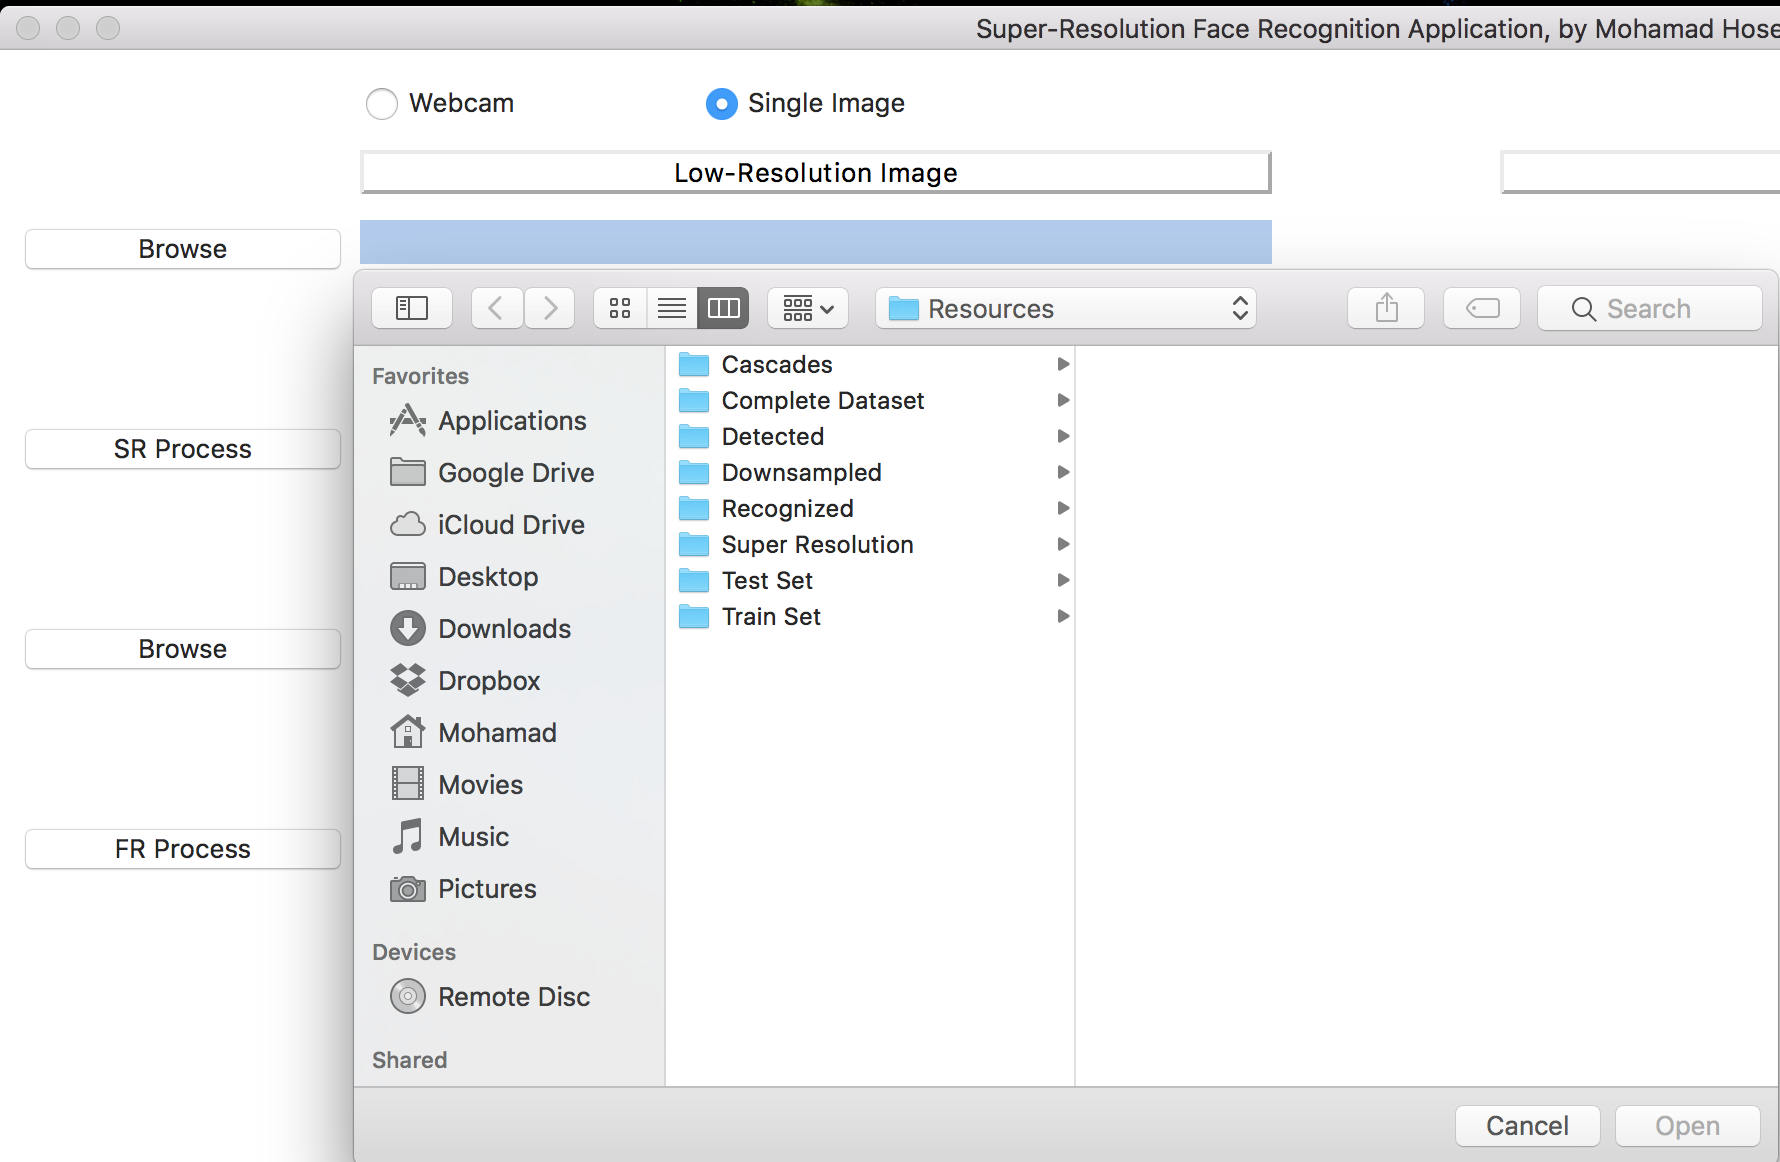 Super-Resolution Face Recognition Application, by Mohamad Hose
Webcam
Single Image
Low-Resolution Image
Browse
SR Process
Browse
FR Process
Resources
Search
Favorites
Applications
Google Drive
iCloud Drive
Desktop
Downloads
Dropbox
Mohamad
Movies
Music
Pictures
Devices
Remote Disc
Shared
Cascades
Complete Dataset
Detected
Downsampled
Recognized
Super Resolution
Test Set
Train Set
Cancel
Open